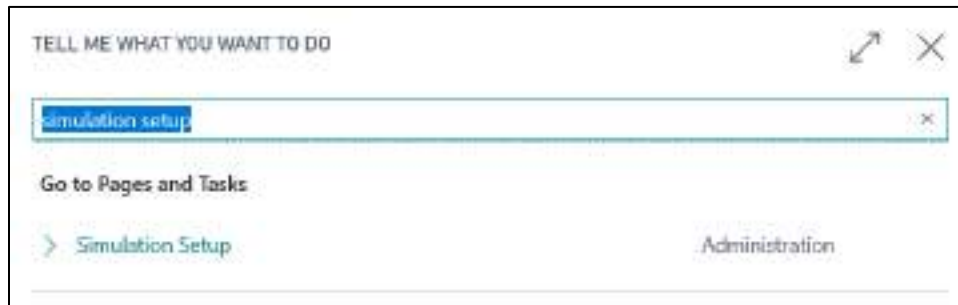 TELL ME WHAT YOU WANT TO DO
simulation setup
Go to Pages and Tasks
Simulation Setup Administration